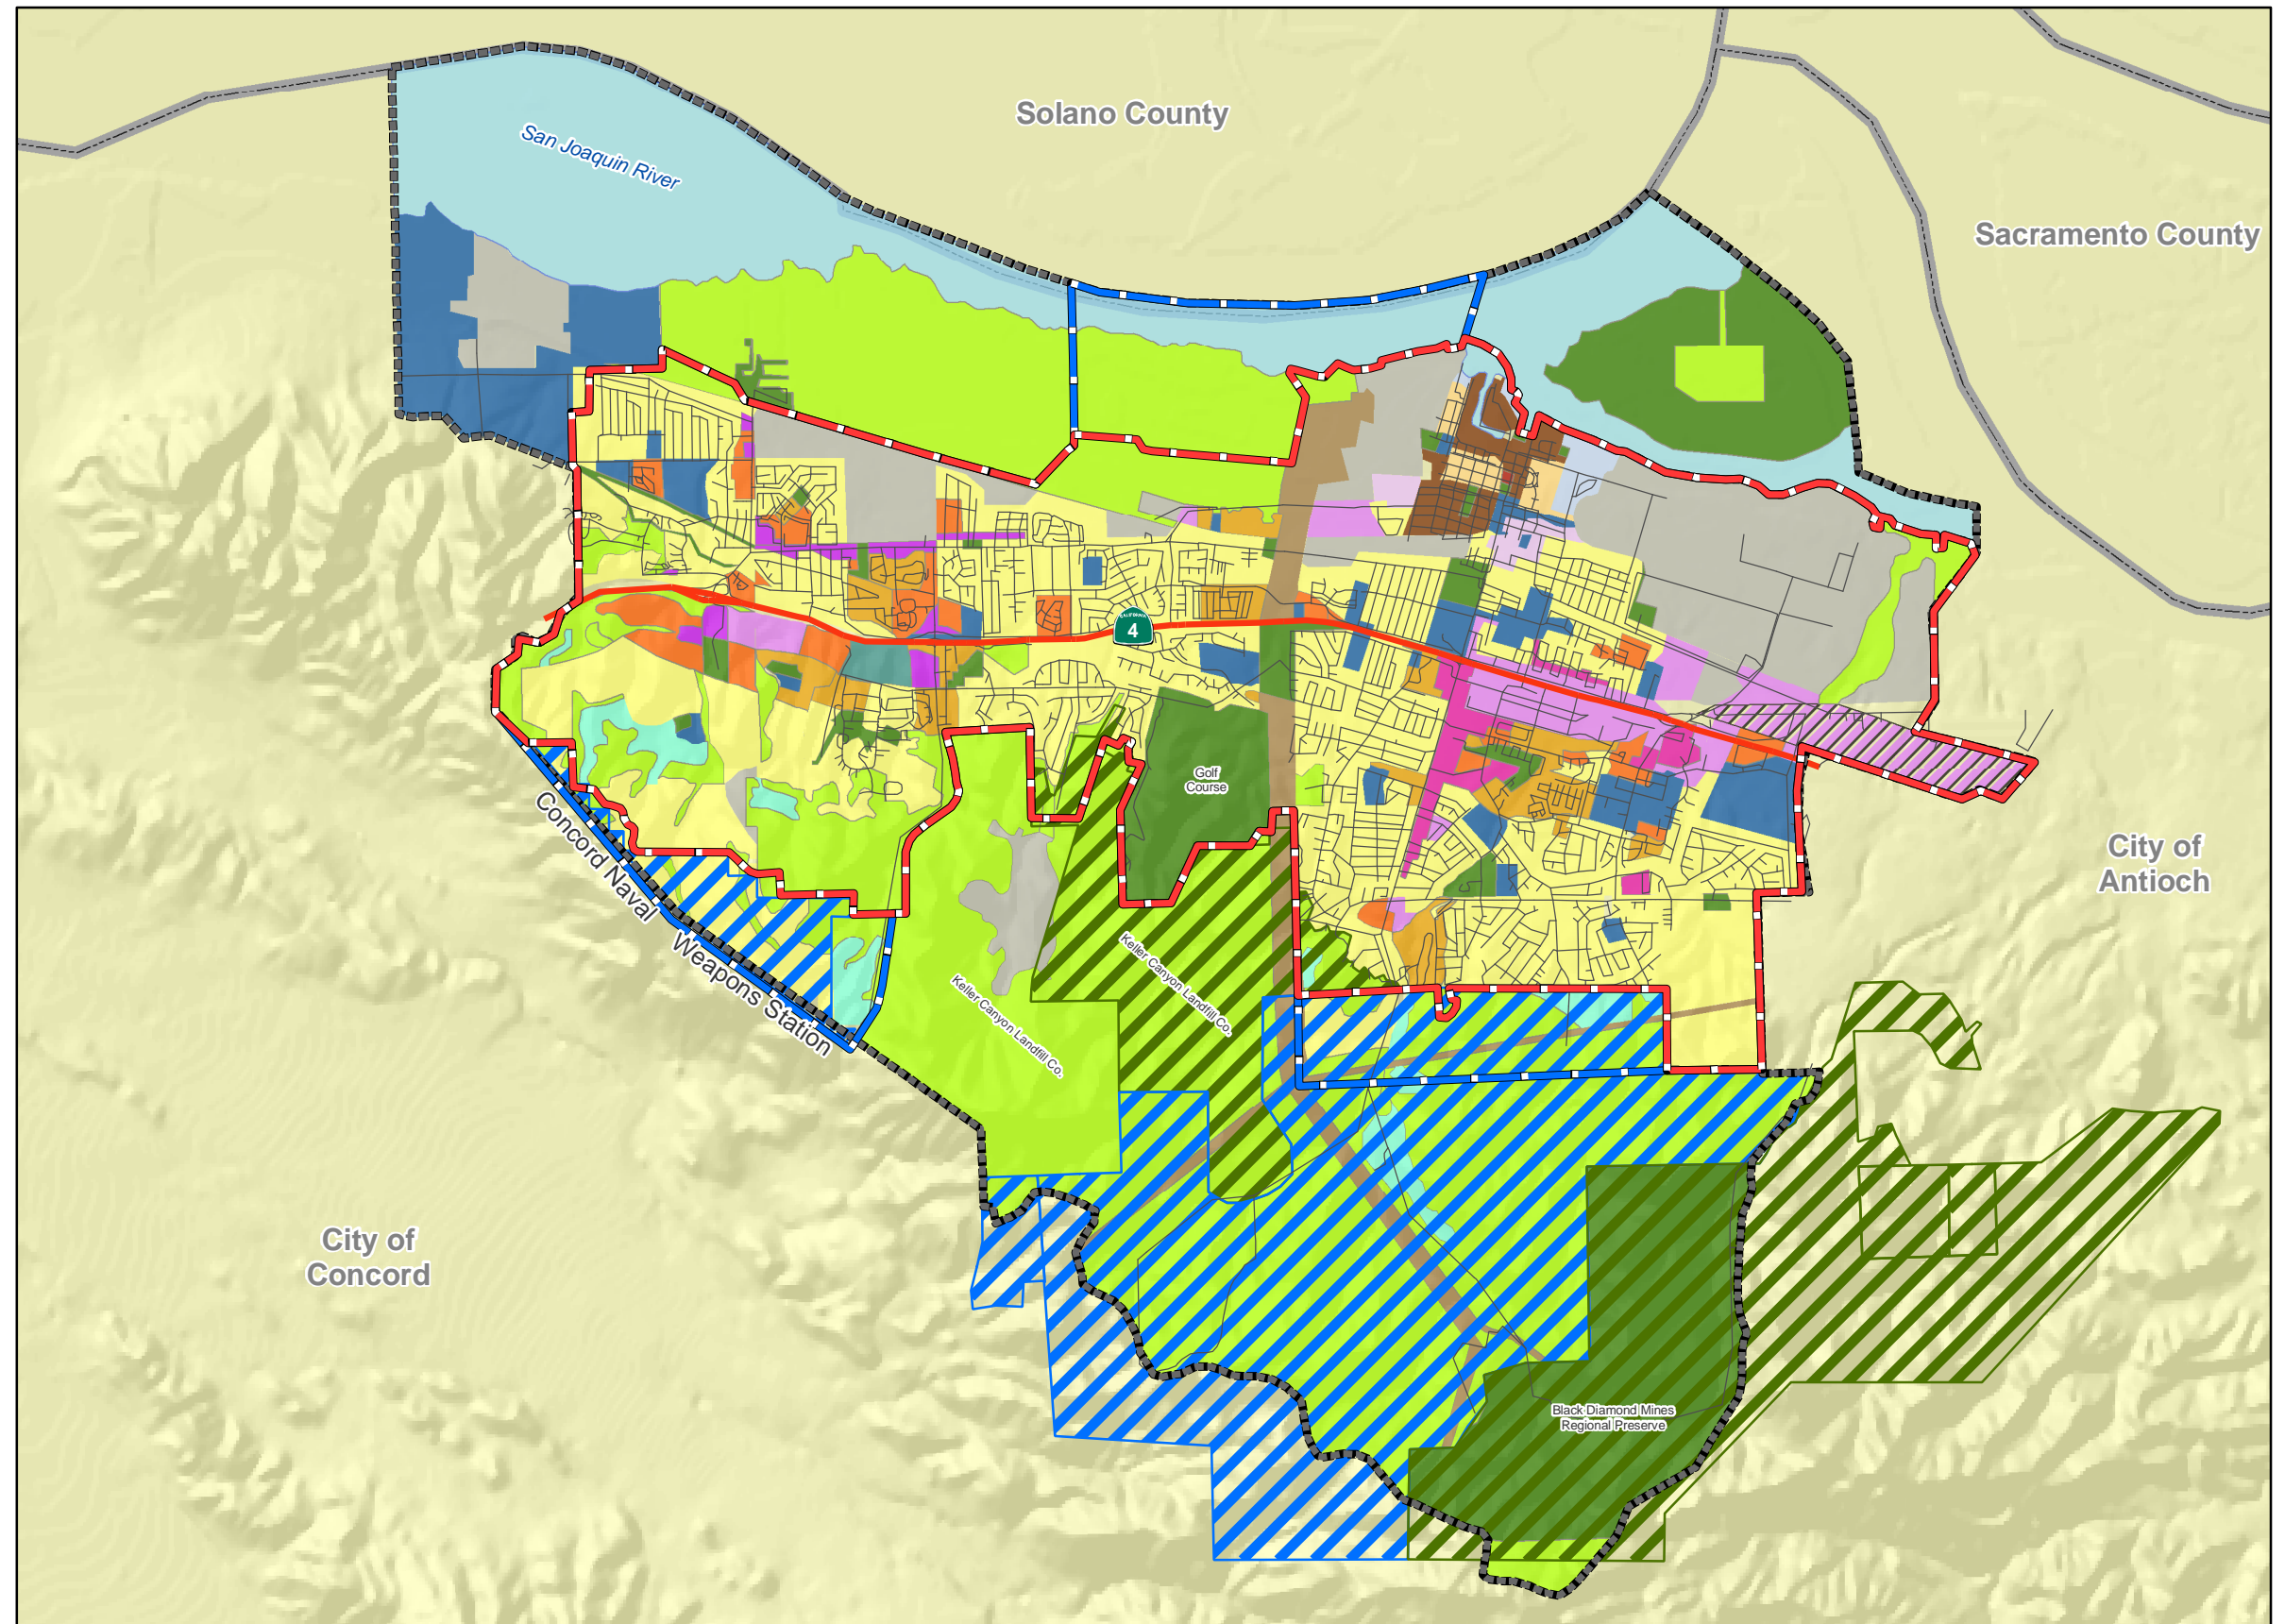 Solano County
San Joaquin River
Sacramento County
4
Golf
Course
Concord Naval
Weapons Station
City of
Antioch
Keller Canyon Landfill Co.
Keller Canyon Landfill Co.
City of
Concord
Black Diamond Mines
Regional Preserve